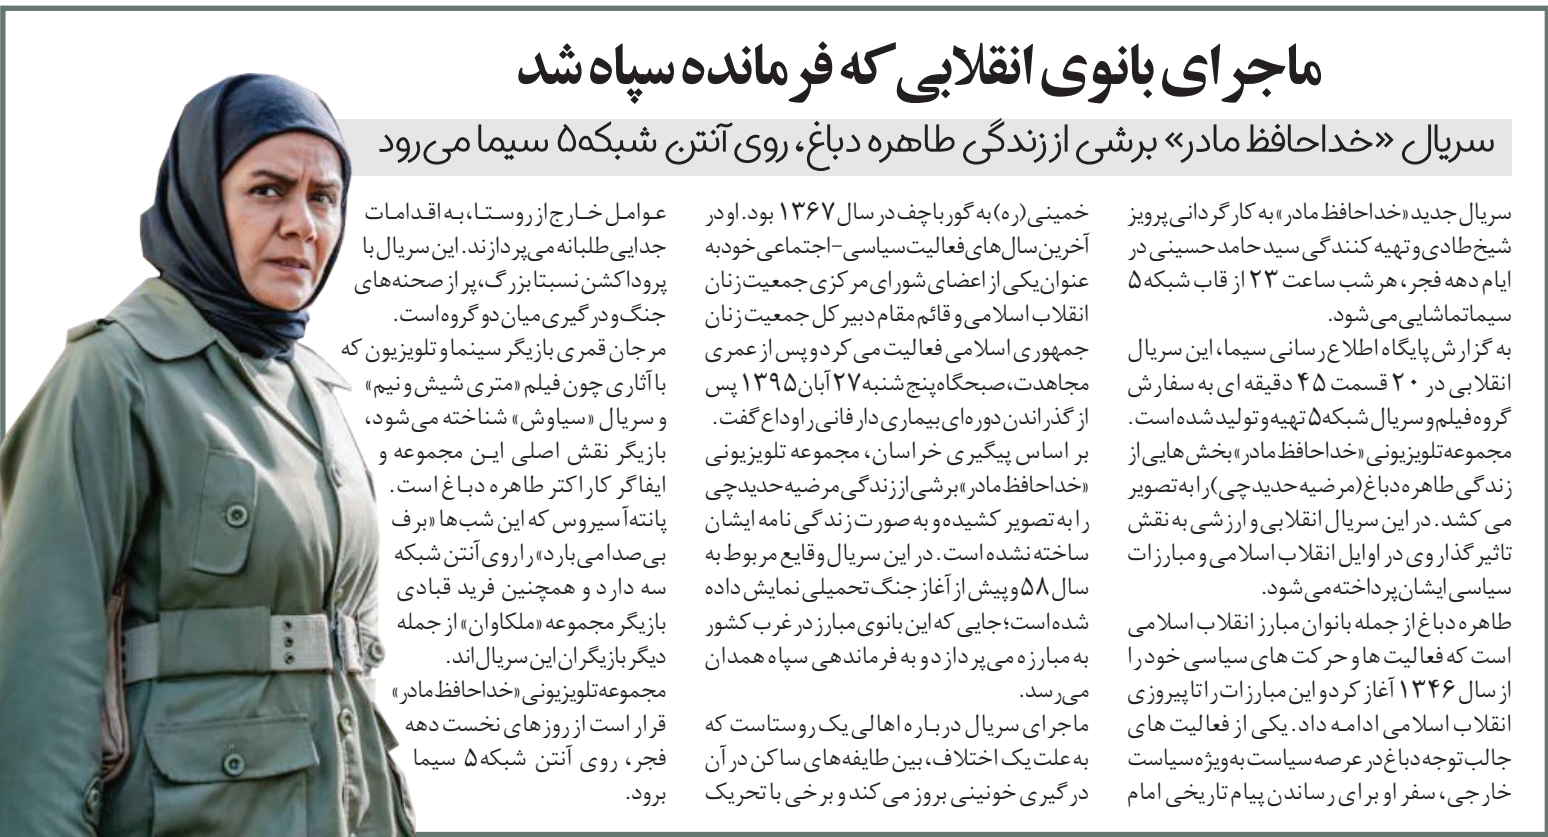 ماجرای بانوی انقلابی که فرمانده سپاه شد
سریال «خداحافظ مادر» برشی از زندگی طاهره دباغ، روی آنتن شبکه۵ سیما می‌رود
سریال جدید «خداحافظ مادر» به کارگردانی پرویز
شیخ‌طادی و تهیه کنندگی سید حامد حسینی در
ایام دهه فجر، هر شب ساعت ۲۳ از قاب شبکه ۵
سیما تماشایی می‌شود.
به گزارش پایگاه اطلاع رسانی سیما، این سریال
انقلابی در ۲۰ قسمت ۴۵ دقیقه ای به سفارش
گروه فیلم و سریال شبکه ۵ تهیه و تولید شده است.
مجموعه تلویزیونی «خداحافظ مادر» بخش‌هایی از
زندگی طاهره دباغ (مرضیه حدیدچی) را به تصویر
می کشد. در این سریال انقلابی و ارزشی به نقش
تاثیرگذار وی در اوایل انقلاب اسلامی و مبارزات
سیاسی ایشان پرداخته می‌شود.
طاهره دباغ از جمله بانوان مبارز انقلاب اسلامی
است که فعالیت ها و حرکت های سیاسی خود را
از سال ۱۳۴۶ آغاز کرد و این مبارزات را تا پیروزی
انقلاب اسلامی ادامه داد. یکی از فعالیت های
جالب توجه دباغ در عرصه سیاست به‌ویژه سیاست
خارجی، سفر او برای رساندن پیام تاریخی امام
خمینی(ره) به گورباچف در سال ۱۳۶۷ بود. او در
آخرین سال‌های فعالیت سیاسی - اجتماعی خود به
عنوان یکی از اعضای شورای مرکزی جمعیت زنان
انقلاب اسلامی و قائم مقام دبیر کل جمعیت زنان
جمهوری اسلامی فعالیت می کرد و پس از عمری
مجاهدت، صبحگاه پنج شنبه ۲۷ آبان ۱۳۹۵ پس
از گذراندن دوره‌ای بیماری دار فانی را وداع گفت.
بر اساس پیگیری خراسان، مجموعه تلویزیونی
«خداحافظ مادر» برشی از زندگی مرضیه حدیدچی
را به تصویر کشیده و به صورت زندگی نامه ایشان
ساخته نشده است. در این سریال وقایع مربوط به
سال ۵۸ و پیش از آغاز جنگ تحمیلی نمایش داده
شده است؛ جایی که این بانوی مبارز در غرب کشور
به مبارزه می‌پردازد و به فرماندهی سپاه همدان
می‌رسد.
ماجرای سریال درباره اهالی یک روستاست که
به علت یک اختلاف، بین طایفه‌های ساکن در آن
درگیری خونینی بروز می کند و برخی با تحریک
عوامل خارج از روستا، به اقدامات
جدایی طلبانه می‌پردازند. این سریال با
پروداکشن نسبتا بزرگ، پر از صحنه‌های
جنگ و درگیری میان دو گروه است.
مرجان قمری بازیگر سینما و تلویزیون که
با آثاری چون فیلم «متری شیش و نیم»
و سریال «سیاوش» شناخته می‌شود،
بازیگر نقش اصلی این مجموعه و
ایفاگر کاراکتر طاهره دباغ است.
پانته‌آ سیروس که این شب‌ها «برف
بی‌صدا می‌بارد» را روی آنتن شبکه
سه دارد و همچنین فرید قبادی
بازیگر مجموعه «ملکاوان» از جمله
دیگر بازیگران این سریال‌اند.
مجموعه تلویزیونی «خداحافظ مادر»
قرار است از روزهای نخست دهه
فجر، روی آنتن شبکه۵ سیما
برود.